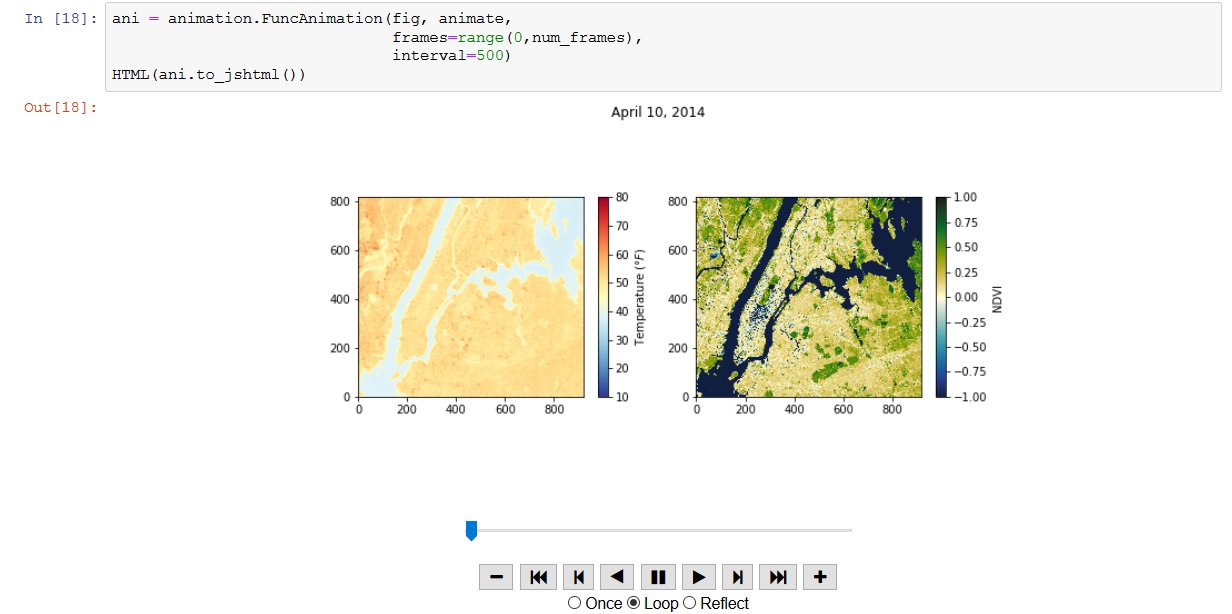 In [18]: ani = animation.FuncAnimation(fig, animate,
frames=range(0,num_frames),
interval=500)
HTML(ani.to_jshtml())
Out[18]:
April 10, 2014
800
600
400
200
0
0 200 400 600 800
80
70
60
50
40
30
20
10
Temperature (°F)
800
600
400
200
0
0 200 400 600 800
1.00
0.75
0.50
0.25
0.00
−0.25
−0.50
−0.75
−1.00
NDVI
Once Loop Reflect